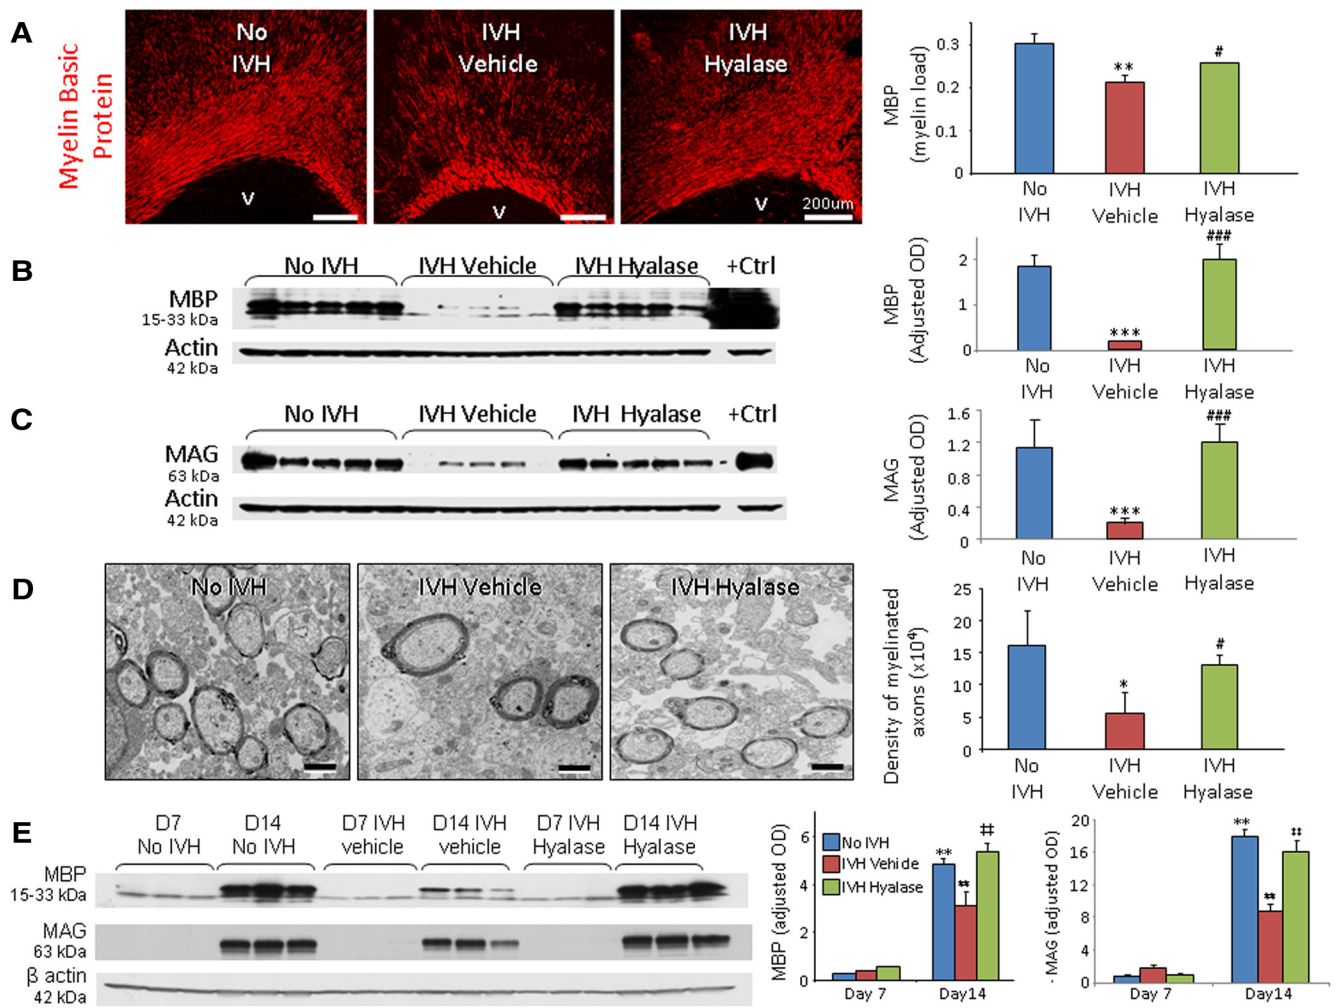 A
Myelin Basic
Protein
No
IVH
V
IVH
Vehicle
V
IVH
Hyalase
V
200um
MBP
(myelin load)
0.3
0.2
0.1
0
**
#
No
IVH
IVH
Vehicle
IVH
Hyalase
B
No IVH
IVH Vehicle
IVH Hyalase
+Ctrl
MBP
15-33 kDa
Actin
42 kDa
MBP
(Adjusted OD)
2
1
0
***
###
No
IVH
IVH
Vehicle
IVH
Hyalase
C
No IVH
IVH Vehicle
IVH Hyalase
+Ctrl
MAG
63 kDa
Actin
42 kDa
MAG
(Adjusted OD)
1.6
1.2
0.8
0.4
0
***
###
No
IVH
IVH
Vehicle
IVH
Hyalase
D
No IVH
IVH Vehicle
IVH Hyalase
Density of myelinated
axons (x10⁴)
25
20
15
10
5
0
*
#
No
IVH
IVH
Vehicle
IVH
Hyalase
E
D7
No IVH
D14
No IVH
D7 IVH
vehicle
D14 IVH
vehicle
D7 IVH
Hyalase
D14 IVH
Hyalase
MBP
15-33 kDa
MAG
63 kDa
β actin
42 kDa
MBP (adjusted OD)
6
4
2
0
No IVH
IVH Vehicle
IVH Hyalase
**
‡‡
Day 7
Day14
- MAG (adjusted OD)
20
16
12
8
4
0
**
‡‡
Day 7
Day14